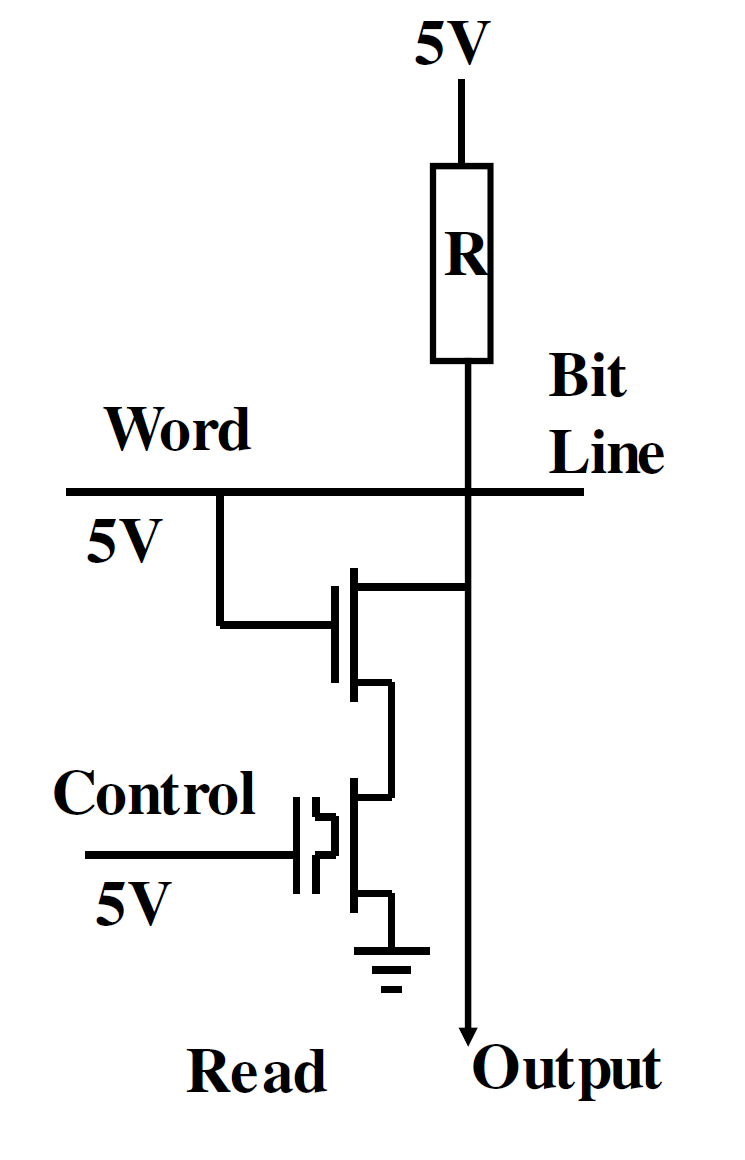 5V
R
Bit
Line
Word
5V
Control
5V
Read
Output